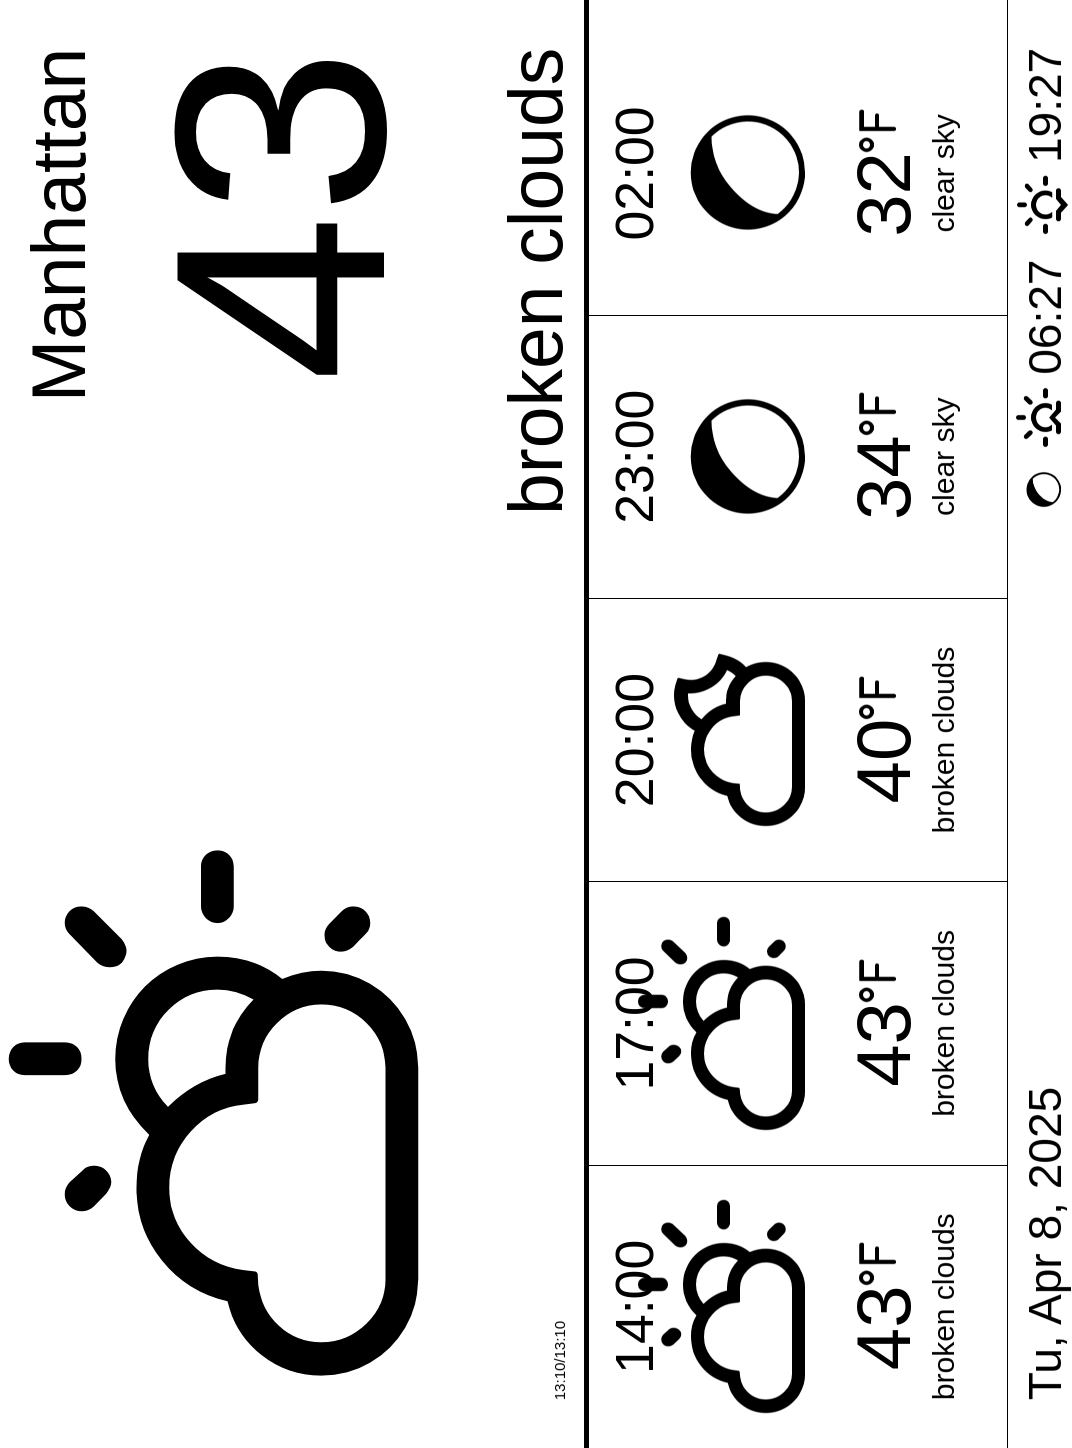 Manhattan
43
broken clouds
13:10/13:10
14:00
43°F
broken clouds
17:00
43°F
broken clouds
20:00
40°F
broken clouds
23:00
34°F
clear sky
02:00
32°F
clear sky
Tu, Apr 8, 2025
06:27 19:27